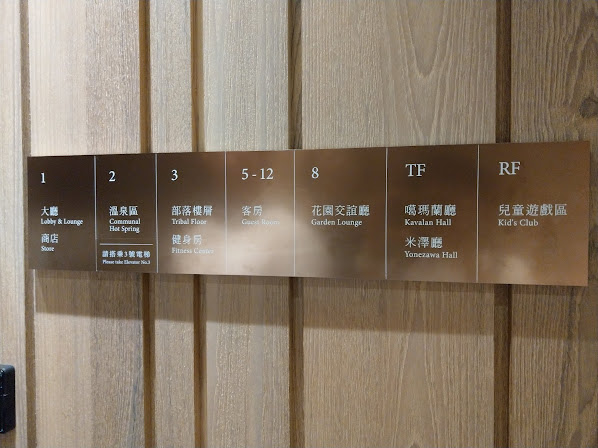 1
大廳
Lobby & Lounge
商店
Store
2
溫泉區
Communal
Hot Spring
請搭乘3號電梯
Please take Elevator No.3
3
部落樓層
Tribal Floor
健身房
Fitness Center
5 - 12
客房
Guest Room
8
花園交誼廳
Garden Lounge
TF
噶瑪蘭廳
Kavalan Hall
米澤廳
Yonezawa Hall
RF
兒童遊戲區
Kid's Club